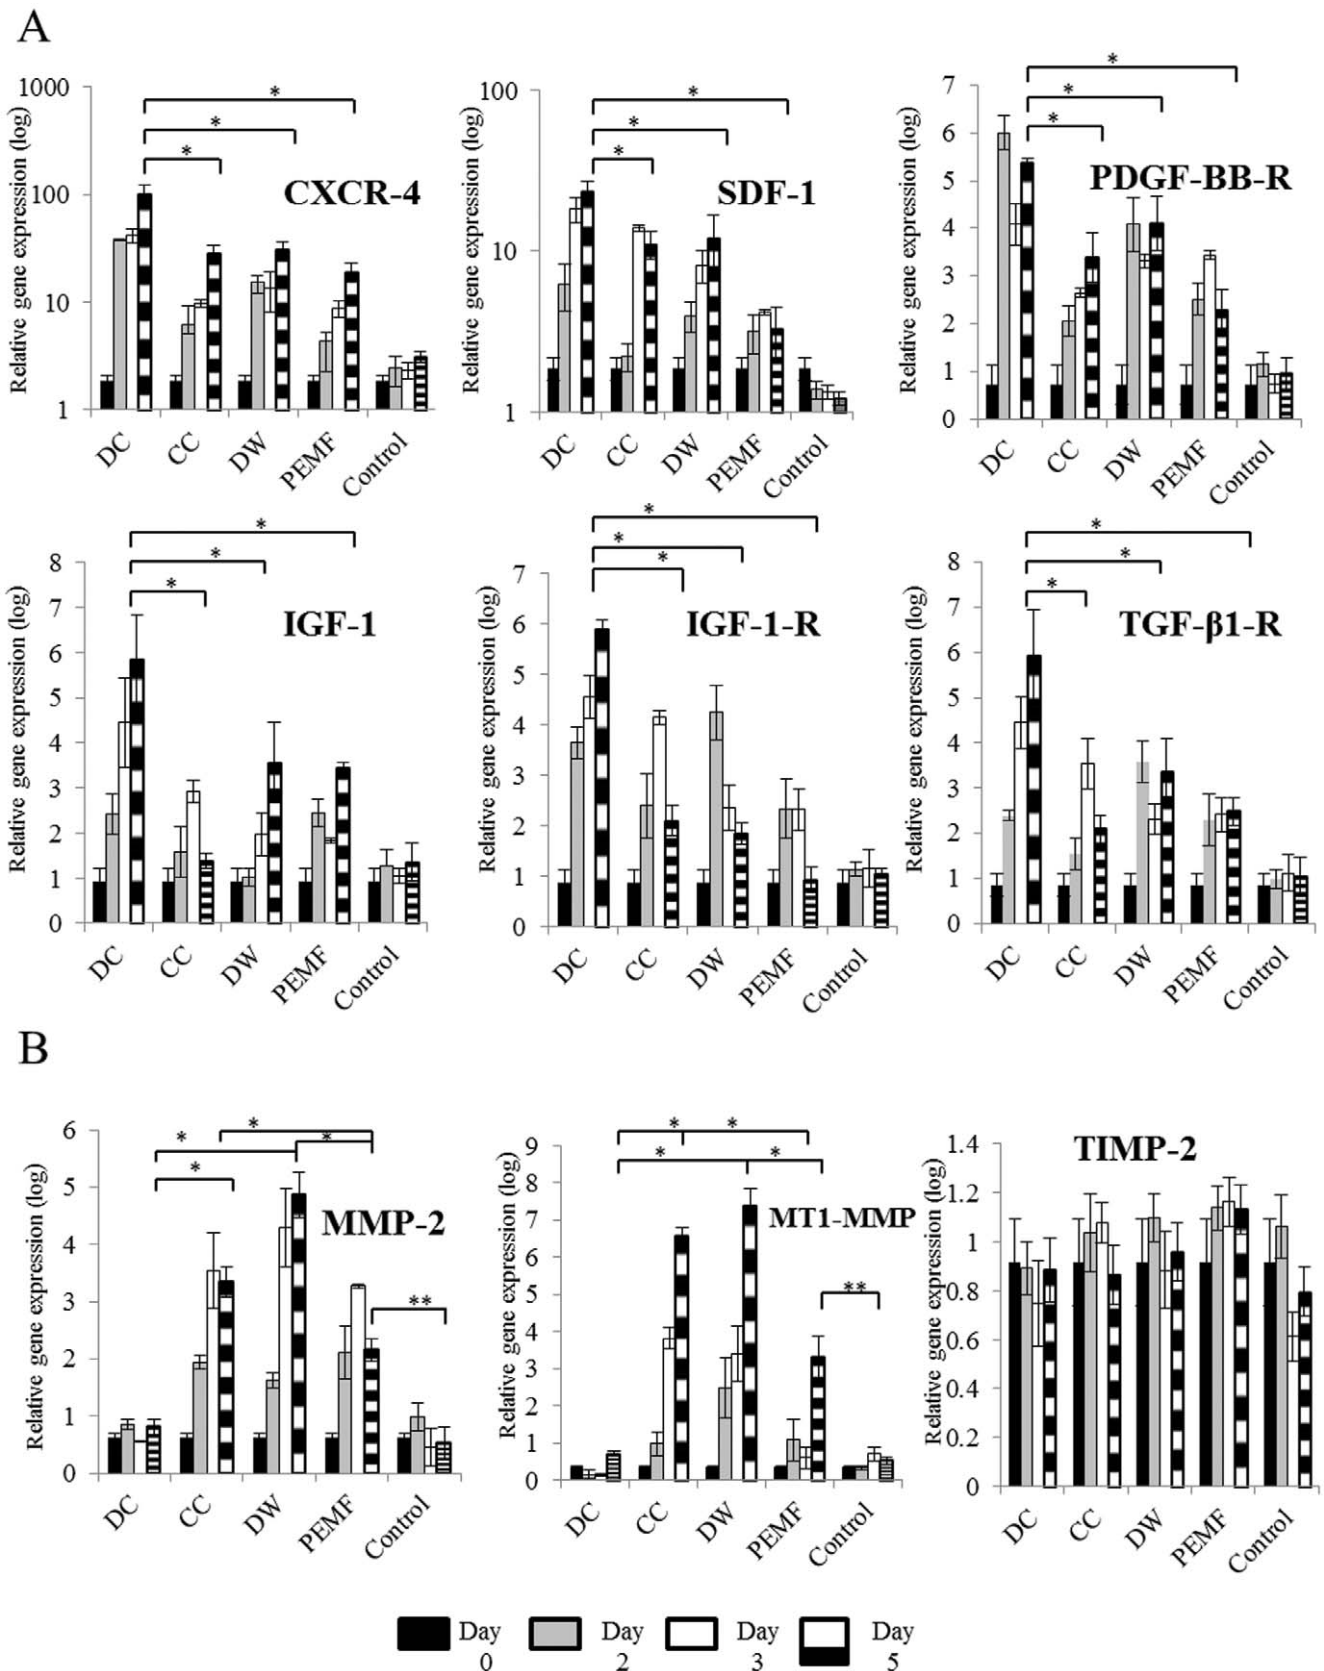 A
Relative gene expression (log)
1000
100
10
1
*
*
*
CXCR-4
DC
CC
DW
PEMF
Control
Relative gene expression (log)
100
10
1
*
*
*
SDF-1
DC
CC
DW
PEMF
Control
Relative gene expression (log)
7
6
5
4
3
2
1
0
*
*
*
PDGF-BB-R
DC
CC
DW
PEMF
Control
Relative gene expression (log)
8
7
6
5
4
3
2
1
0
*
*
*
IGF-1
DC
CC
DW
PEMF
Control
Relative gene expression (log)
7
6
5
4
3
2
1
0
*
*
*
IGF-1-R
DC
CC
DW
PEMF
Control
Relative gene expression (log)
8
7
6
5
4
3
2
1
0
*
*
*
TGF-β1-R
DC
CC
DW
PEMF
Control
B
Relative gene expression (log)
6
5
4
3
2
1
0
*
*
*
*
MMP-2
**
DC
CC
DW
PEMF
Control
Relative gene expression (log)
9
8
7
6
5
4
3
2
1
0
*
*
*
*
MT1-MMP
**
DC
CC
DW
PEMF
Control
Relative gene expression (log)
1.4
1.2
1
0.8
0.6
0.4
0.2
0
TIMP-2
DC
CC
DW
PEMF
Control
Day
0
Day
2
Day
3
Day
5